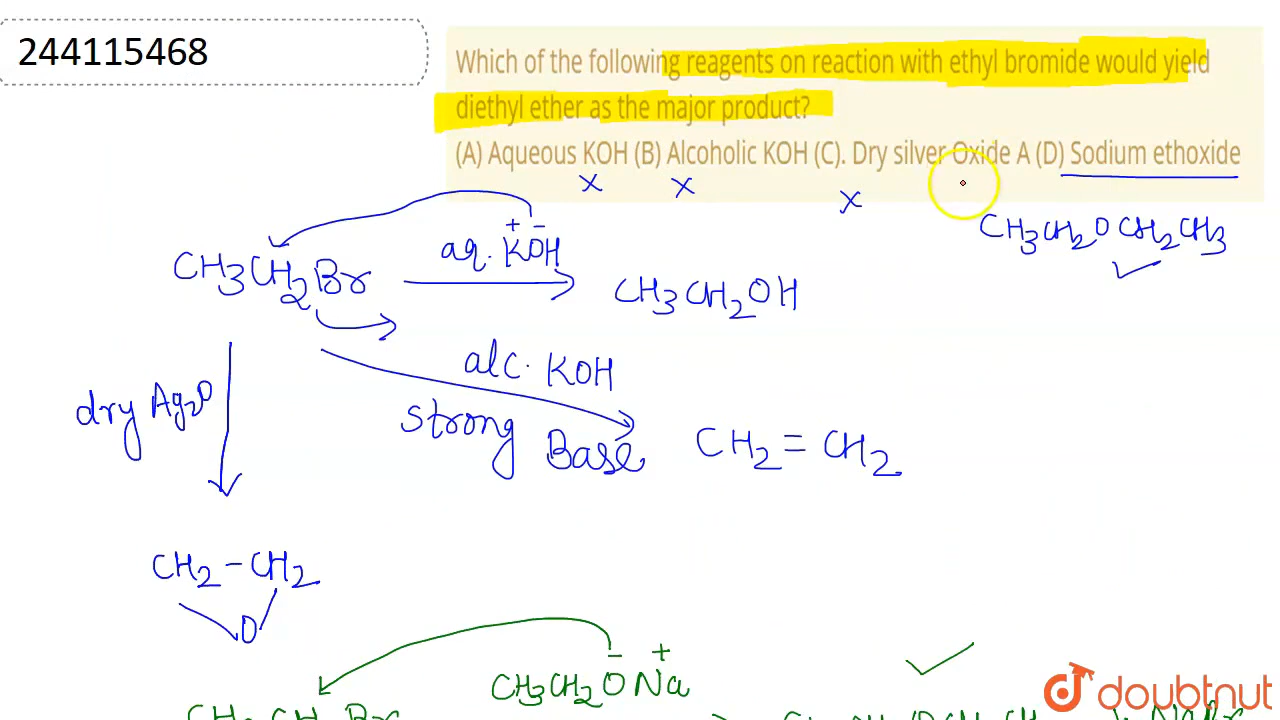 244115468
Which of the following reagents on reaction with ethyl bromide would yield
diethyl ether as the major product?
(A) Aqueous KOH (B) Alcoholic KOH (C). Dry silver Oxide A (D) Sodium ethoxide
x x x
CH3CH2OCH2CH3
+ −
aq. KOH
CH3CH2Br
CH3CH2OH
alc. KOH
dry Ag2O
strong
Base
CH2=CH2
CH2-CH2
O
− +
CH3CH2ONa
doubtnut